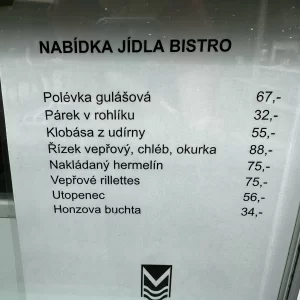 NABÍDKA JÍDLA BISTRO
Polévka gulášová 67,-
Párek v rohlíku 32,-
Klobása z udírny 55,-
Řízek vepřový, chléb, okurka 88,-
Nakládaný hermelín 75,-
Vepřové rillettes 75,-
Utopenec 56,-
Honzova buchta 34,-